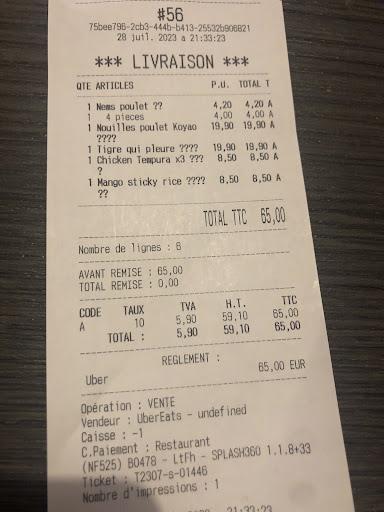 #56
75bee796-2cb3-444b-b413-25532b906821
28 juil. 2023 a 21:33:23
*** LIVRAISON ***
QTE ARTICLES P.U. TOTAL T
1 Nems poulet ?? 4,20 4,20 A
1 4 pieces 4,00 4,00 A
1 Nouilles poulet Koyao 19,90 19,90 A
????
1 Tigre qui pleure ???? 19,90 19,90 A
1 Chicken Tempura x3 ??? 8,50 8,50 A
?
1 Mango sticky rice ???? 8,50 8,50 A
??
TOTAL TTC 65,00
Nombre de lignes : 6
AVANT REMISE : 65,00
TOTAL REMISE : 0,00
CODE TAUX TVA H.T. TTC
A 10 5,90 59,10 65,00
TOTAL : 5,90 59,10 65,00
REGLEMENT :
Uber 65,00 EUR
Opération : VENTE
Vendeur : UberEats - undefined
Caisse : -1
C.Paiement : Restaurant
(NF525) B0478 - LtFh - SPLASH360 1.1.8+33
Ticket : T2307-s-01446
Nombre d'impressions : 1
21:33:23